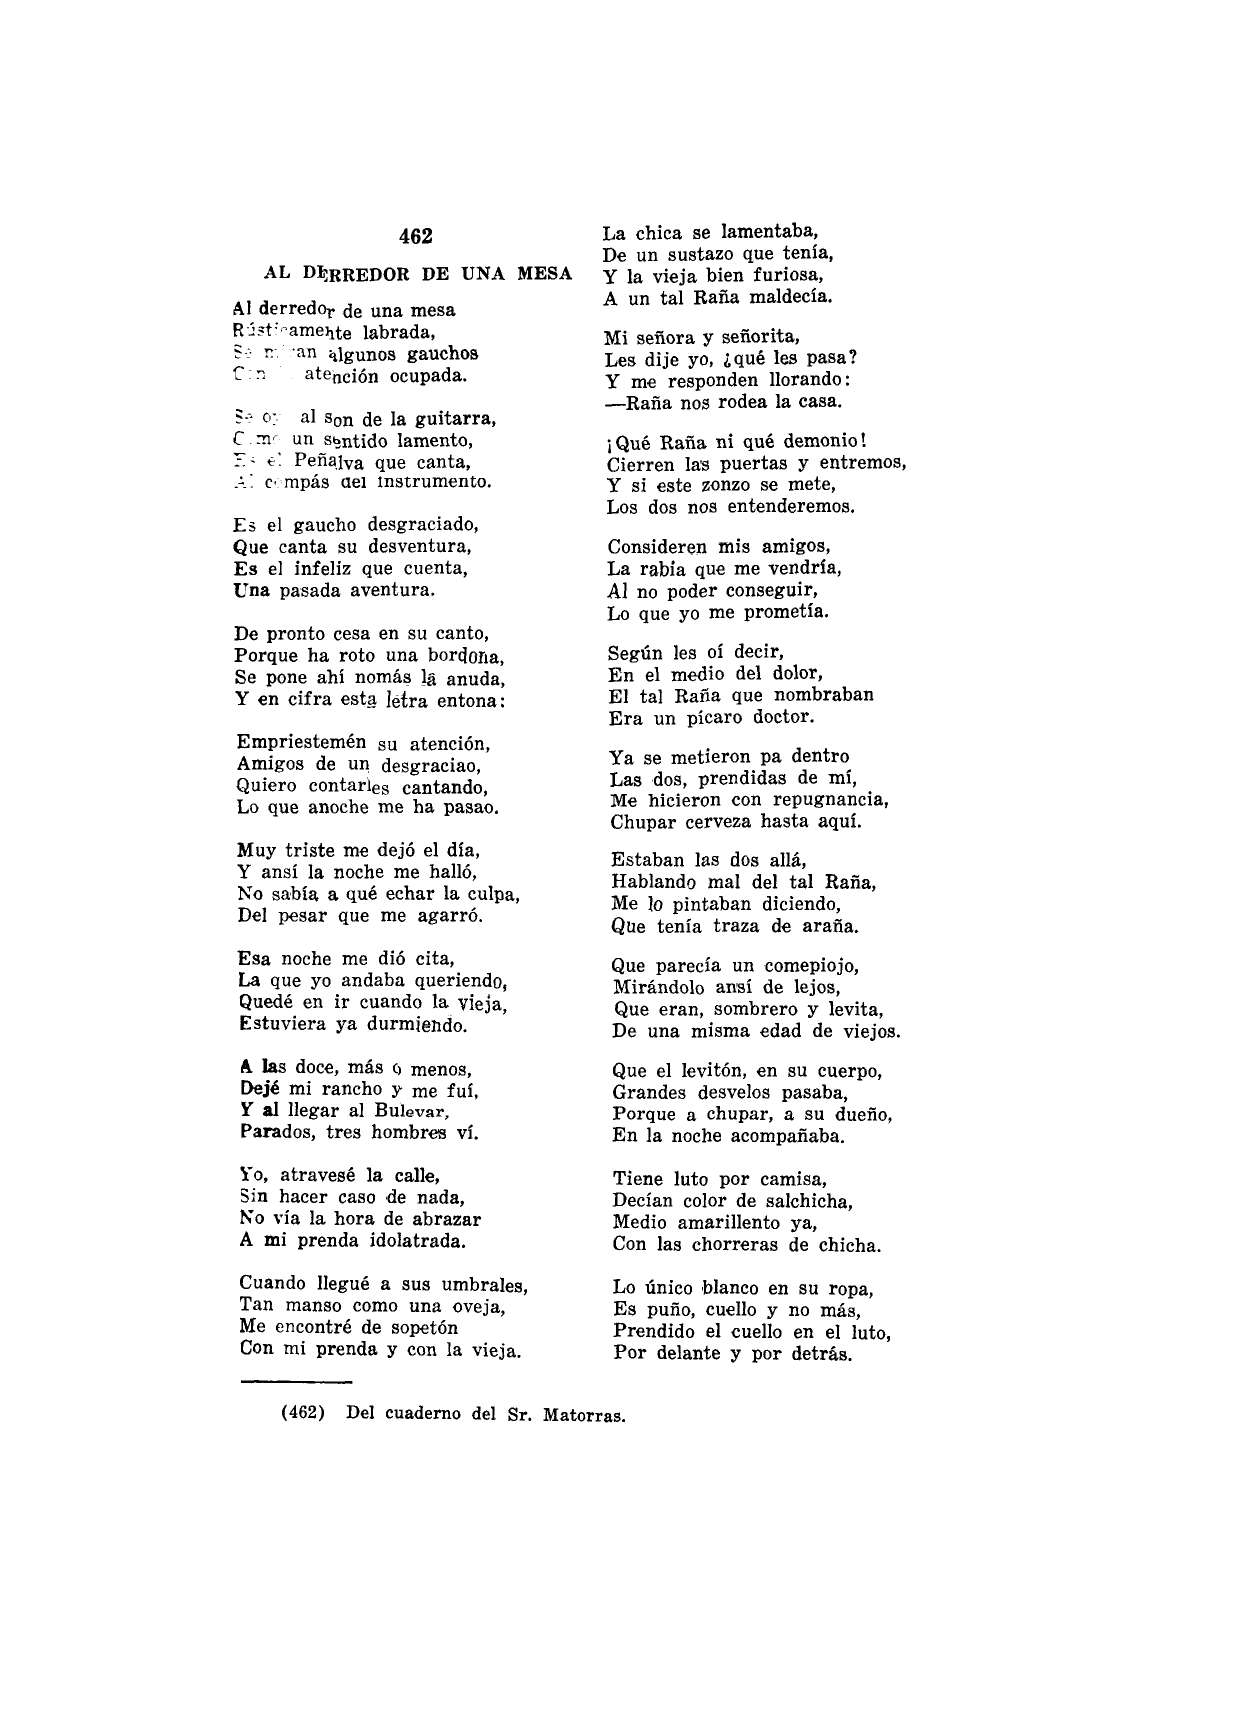 462
AL DERREDOR DE UNA MESA
Al derredor de una mesa
Rústicamente labrada,
algunos gauchos
atención ocupada.

al son de la guitarra,
un sentido lamento,
Es el Peñalva que canta,
Al compás del instrumento.

Es el gaucho desgraciado,
Que canta su desventura,
Es el infeliz que cuenta,
Una pasada aventura.

De pronto cesa en su canto,
Porque ha roto una bordona,
Se pone ahí nomás la anuda,
Y en cifra esta letra entona:

Empriestemén su atención,
Amigos de un desgraciao,
Quiero contarles cantando,
Lo que anoche me ha pasao.

Muy triste me dejó el día,
Y ansí la noche me halló,
No sabía a qué echar la culpa,
Del pesar que me agarró.

Esa noche me dió cita,
La que yo andaba queriendo,
Quedé en ir cuando la vieja,
Estuviera ya durmiendo.

A las doce, más o menos,
Dejé mi rancho y me fuí,
Y al llegar al Bulevar,
Parados, tres hombres ví.

Yo, atravesé la calle,
Sin hacer caso de nada,
No vía la hora de abrazar
A mi prenda idolatrada.

Cuando llegué a sus umbrales,
Tan manso como una oveja,
Me encontré de sopetón
Con mi prenda y con la vieja.

La chica se lamentaba,
De un sustazo que tenía,
Y la vieja bien furiosa,
A un tal Raña maldecía.

Mi señora y señorita,
Les dije yo, ¿qué les pasa?
Y me responden llorando:
—Raña nos rodea la casa.

¡Qué Raña ni qué demonio!
Cierren las puertas y entremos,
Y si este zonzo se mete,
Los dos nos entenderemos.

Consideren mis amigos,
La rabia que me vendría,
Al no poder conseguir,
Lo que yo me prometía.

Según les oí decir,
En el medio del dolor,
El tal Raña que nombraban
Era un pícaro doctor.

Ya se metieron pa dentro
Las dos, prendidas de mí,
Me hicieron con repugnancia,
Chupar cerveza hasta aquí.

Estaban las dos allá,
Hablando mal del tal Raña,
Me lo pintaban diciendo,
Que tenía traza de araña.

Que parecía un comepiojo,
Mirándolo ansí de lejos,
Que eran, sombrero y levita,
De una misma edad de viejos.

Que el levitón, en su cuerpo,
Grandes desvelos pasaba,
Porque a chupar, a su dueño,
En la noche acompañaba.

Tiene luto por camisa,
Decían color de salchicha,
Medio amarillento ya,
Con las chorreras de chicha.

Lo único blanco en su ropa,
Es puño, cuello y no más,
Prendido el cuello en el luto,
Por delante y por detrás.

(462) Del cuaderno del Sr. Matorras.